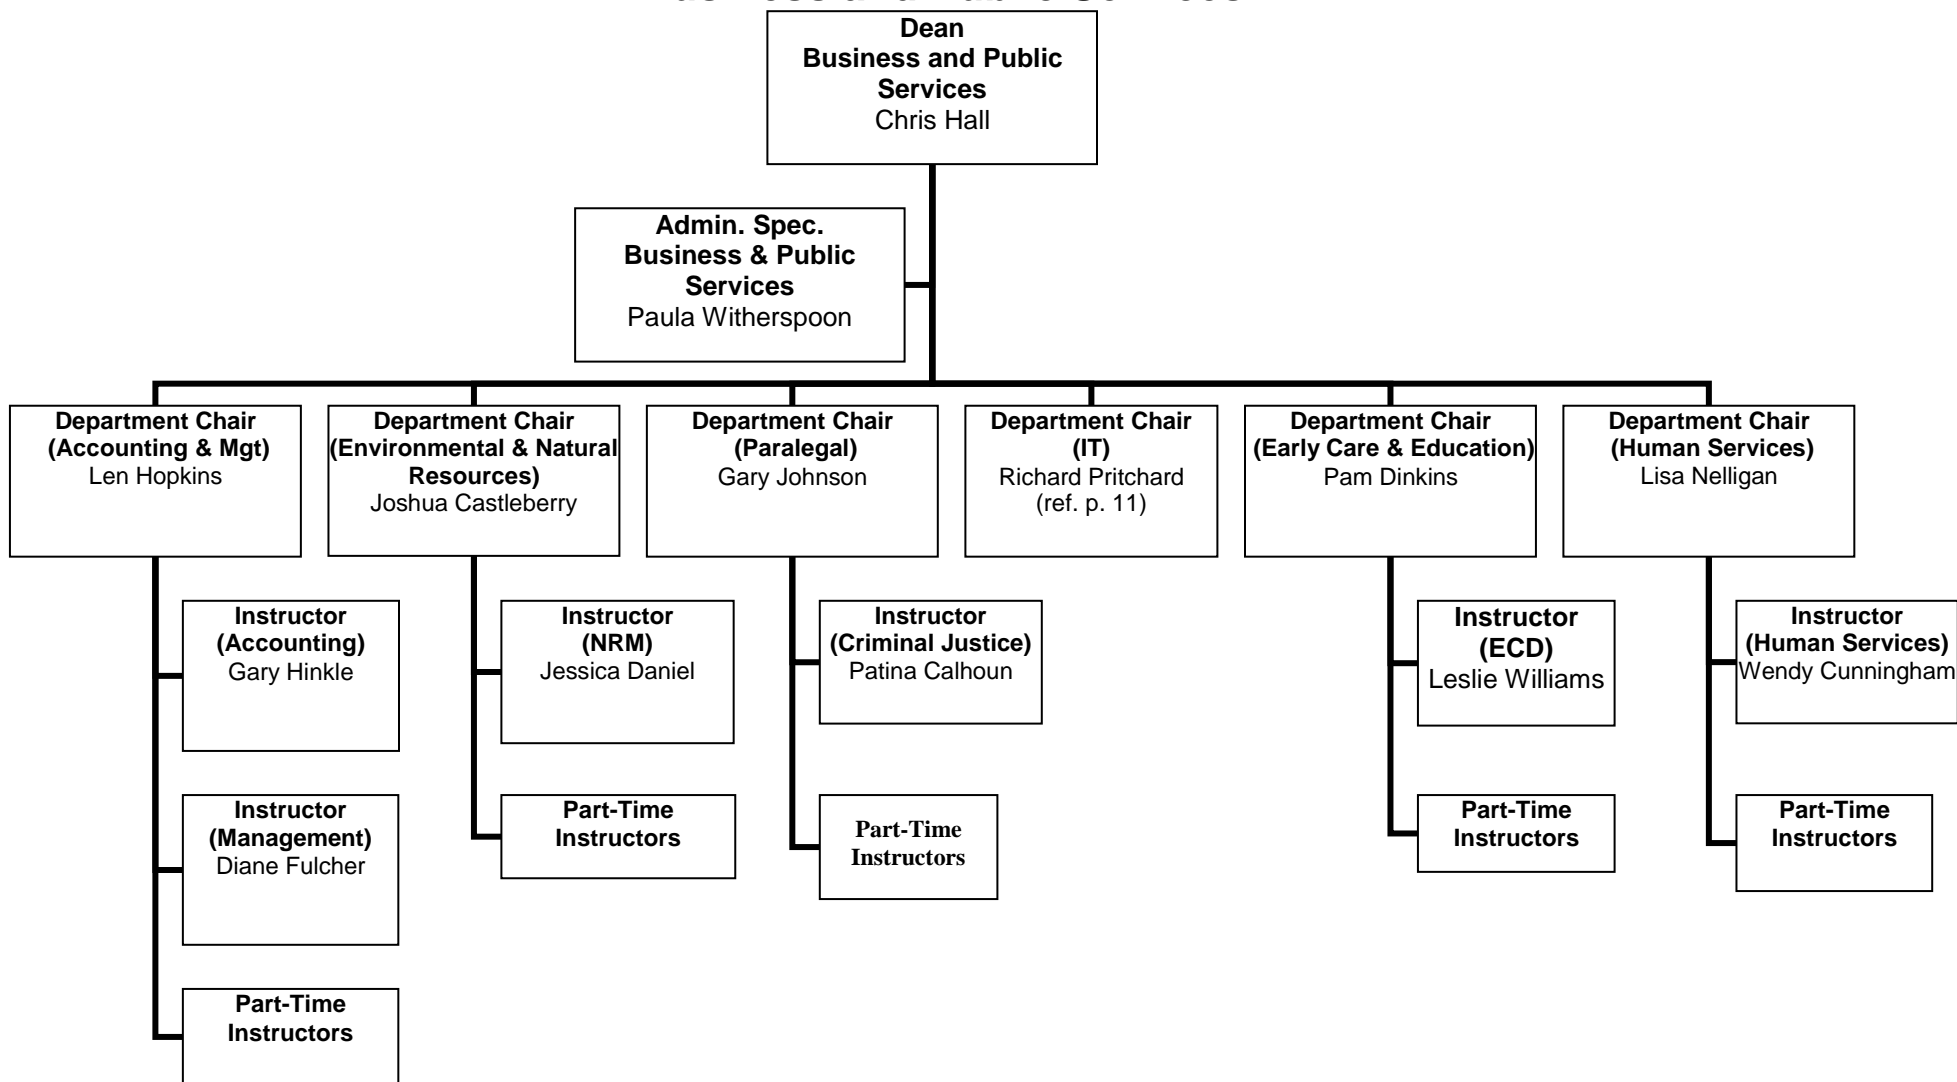 Dean
Business and Public
Services
Chris Hall
Admin. Spec.
Business & Public
Services
Paula Witherspoon
Department Chair
(Accounting & Mgt)
Len Hopkins
Department Chair
(Environmental & Natural
Resources)
Joshua Castleberry
Department Chair
(Paralegal)
Gary Johnson
Department Chair
(IT)
Richard Pritchard
(ref. p. 11)
Department Chair
(Early Care & Education)
Pam Dinkins
Department Chair
(Human Services)
Lisa Nelligan
Instructor
(Accounting)
Gary Hinkle
Instructor
(NRM)
Jessica Daniel
Instructor
(Criminal Justice)
Patina Calhoun
Instructor
(ECD)
Leslie Williams
Instructor
(Human Services)
Wendy Cunningham
Instructor
(Management)
Diane Fulcher
Part-Time
Instructors
Part-Time
Instructors
Part-Time
Instructors
Part-Time
Instructors
Part-Time
Instructors